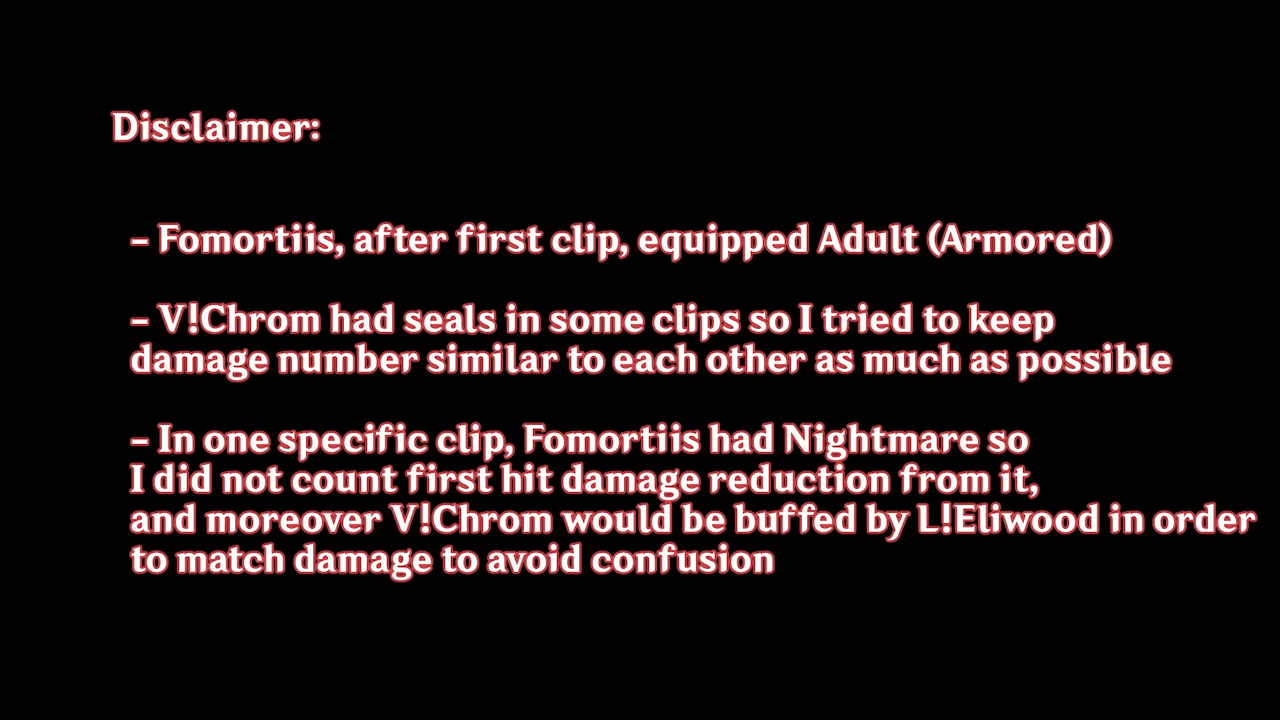 Disclaimer:
– Fomortiis, after first clip, equipped Adult (Armored)
– V!Chrom had seals in some clips so I tried to keep
damage number similar to each other as much as possible
– In one specific clip, Fomortiis had Nightmare so
I did not count first hit damage reduction from it,
and moreover V!Chrom would be buffed by L!Eliwood in order
to match damage to avoid confusion